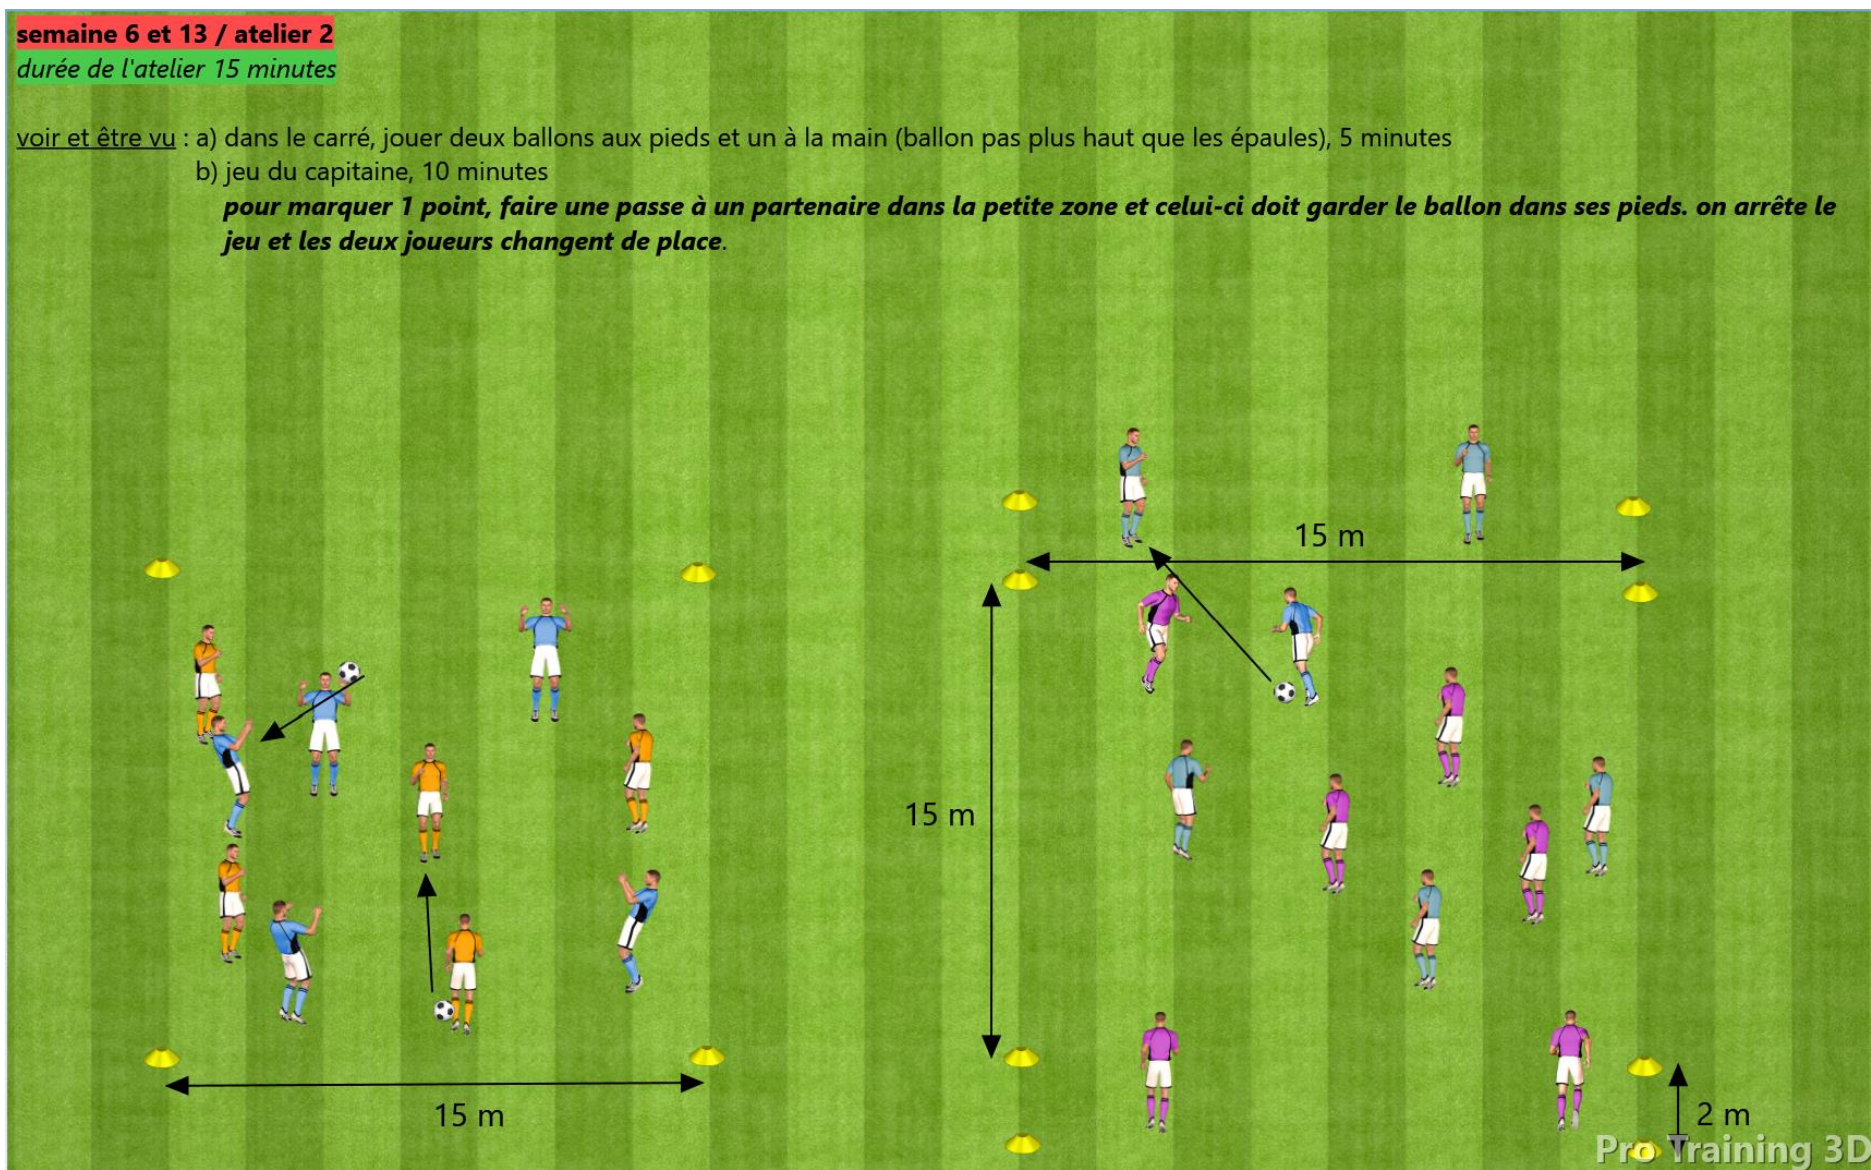 semaine 6 et 13 / atelier 2
durée de l'atelier 15 minutes
voir et être vu : a) dans le carré, jouer deux ballons aux pieds et un à la main (ballon pas plus haut que les épaules), 5 minutes
b) jeu du capitaine, 10 minutes
pour marquer 1 point, faire une passe à un partenaire dans la petite zone et celui-ci doit garder le ballon dans ses pieds. on arrête le
jeu et les deux joueurs changent de place.
15 m
15 m
15 m
2 m
Pro Training 3D